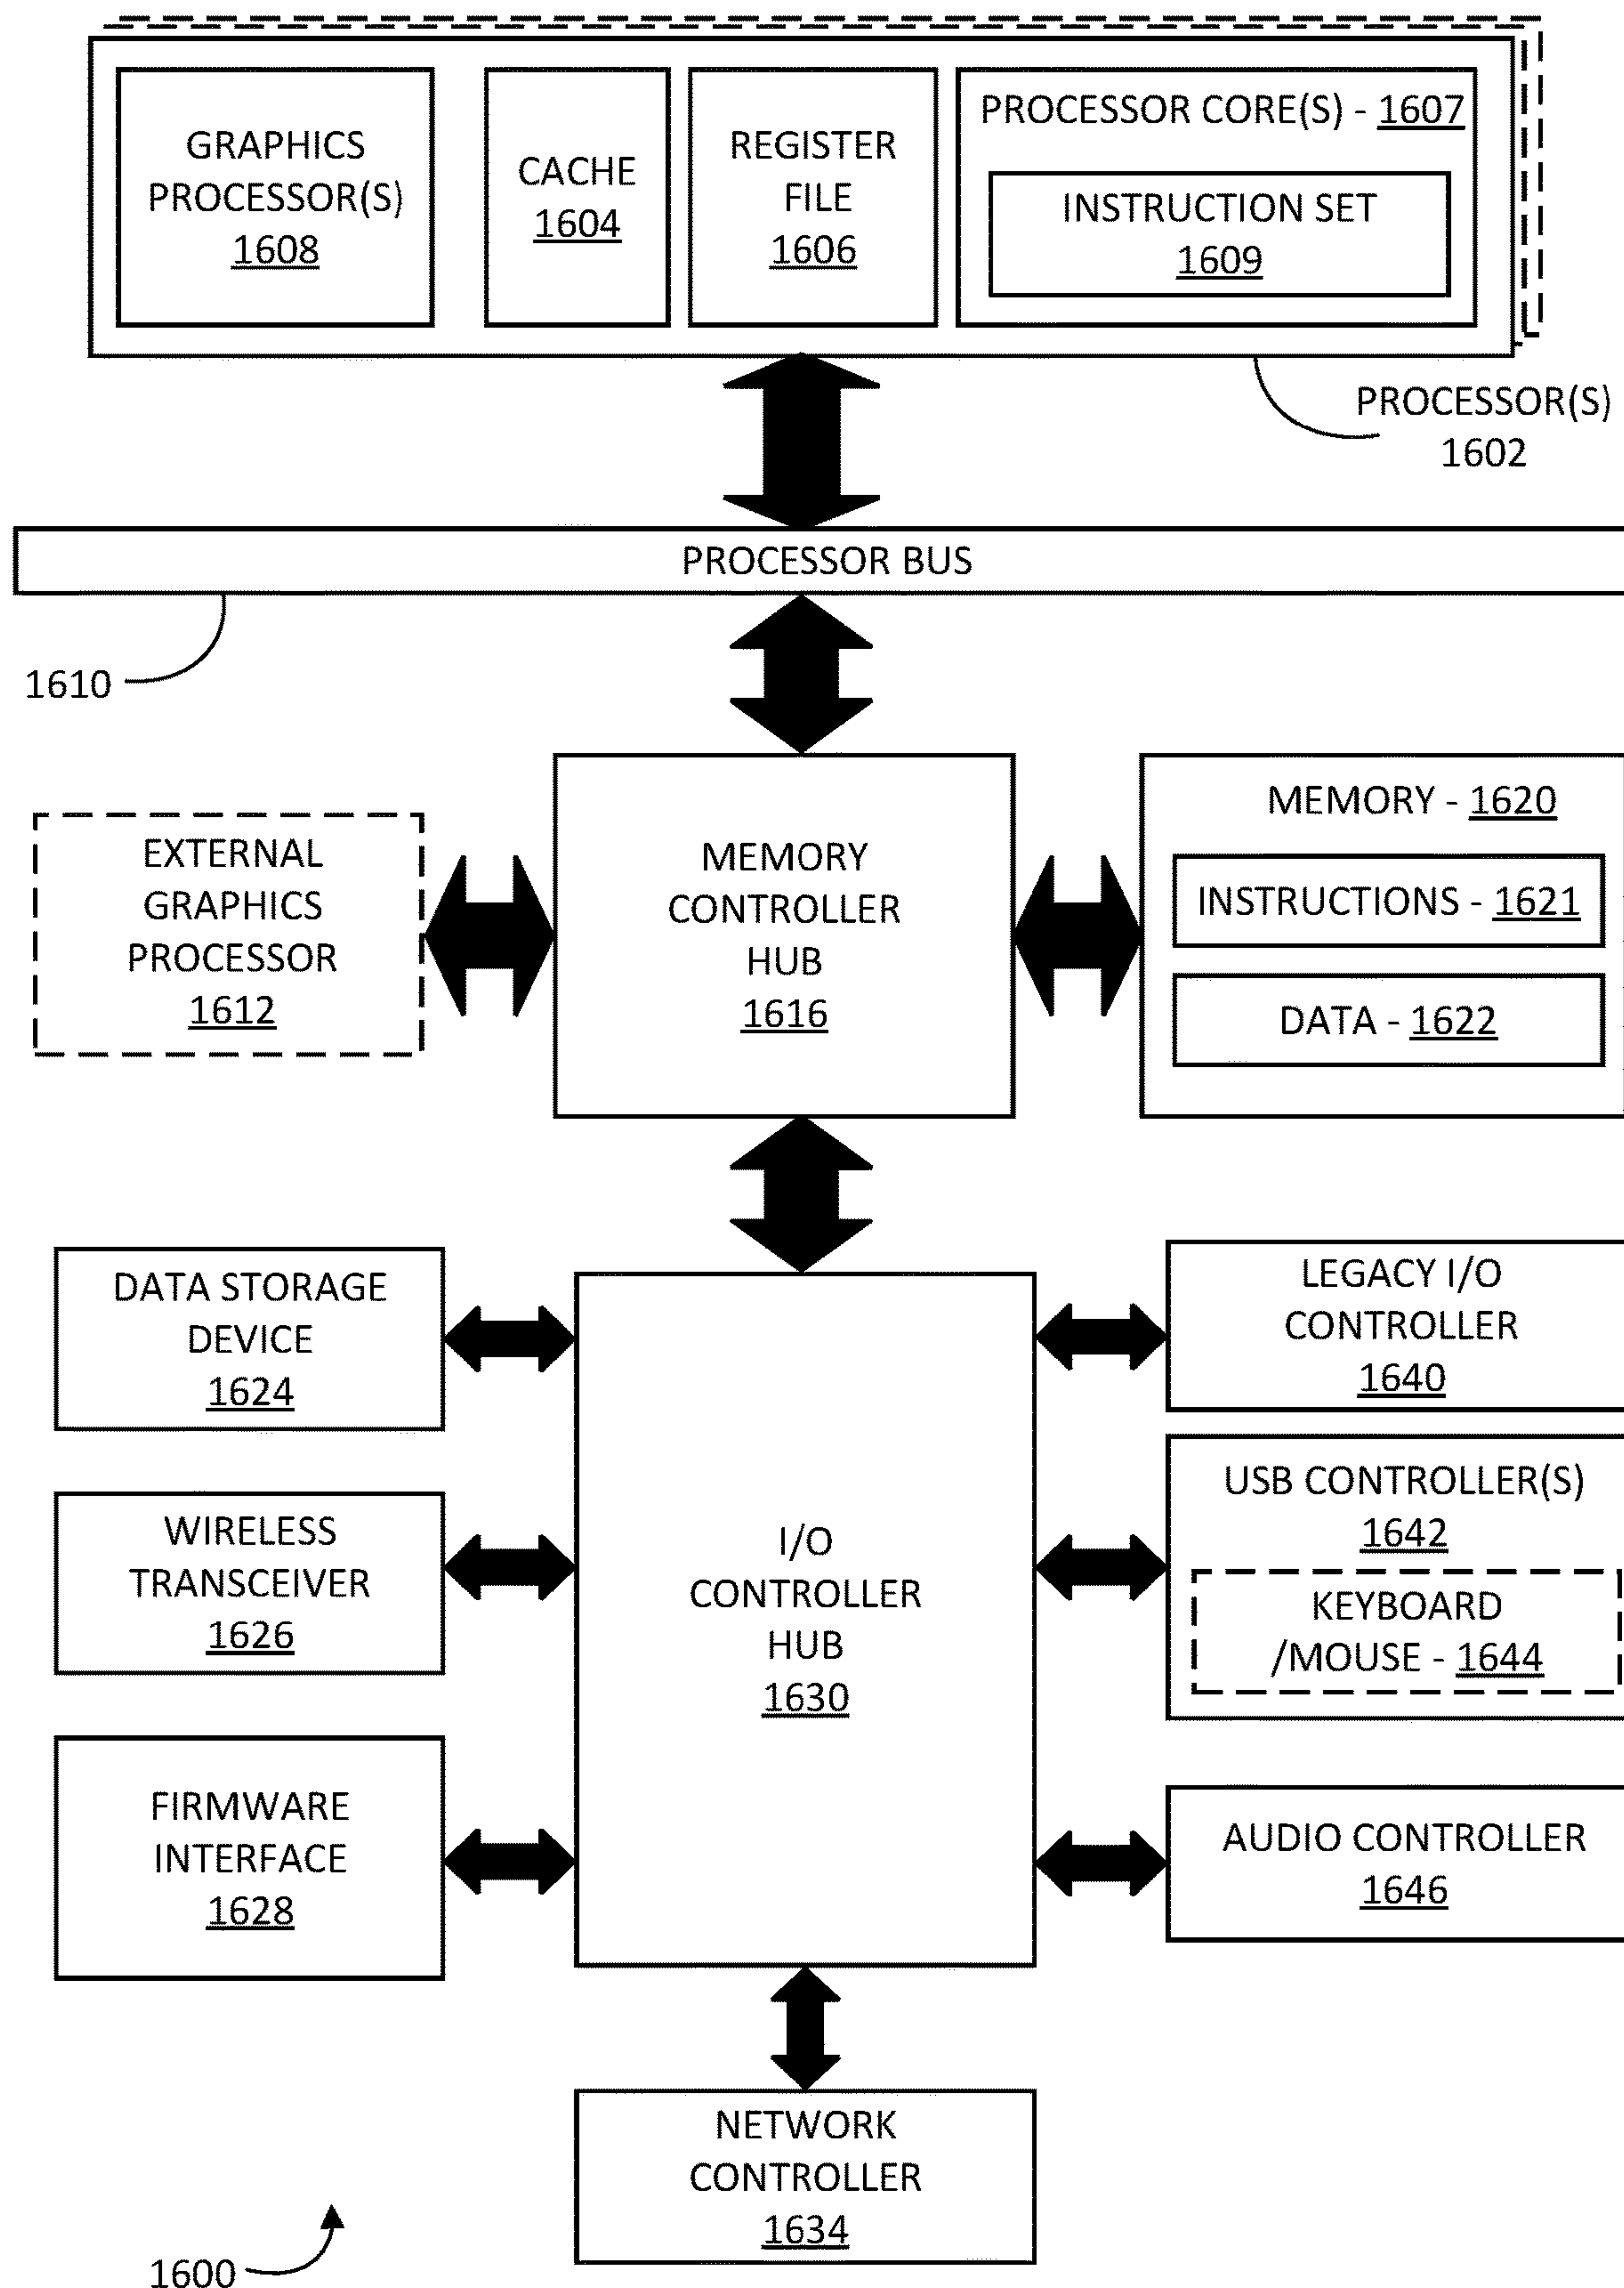 GRAPHICS
PROCESSOR(S)
1608
CACHE
1604
REGISTER
FILE
1606
PROCESSOR CORE(S) - 1607
INSTRUCTION SET
1609
PROCESSOR(S)
1602
PROCESSOR BUS
1610
EXTERNAL
GRAPHICS
PROCESSOR
1612
MEMORY
CONTROLLER
HUB
1616
MEMORY - 1620
INSTRUCTIONS - 1621
DATA - 1622
DATA STORAGE
DEVICE
1624
WIRELESS
TRANSCEIVER
1626
FIRMWARE
INTERFACE
1628
I/O
CONTROLLER
HUB
1630
LEGACY I/O
CONTROLLER
1640
USB CONTROLLER(S)
1642
KEYBOARD
/MOUSE - 1644
AUDIO CONTROLLER
1646
NETWORK
CONTROLLER
1634
1600